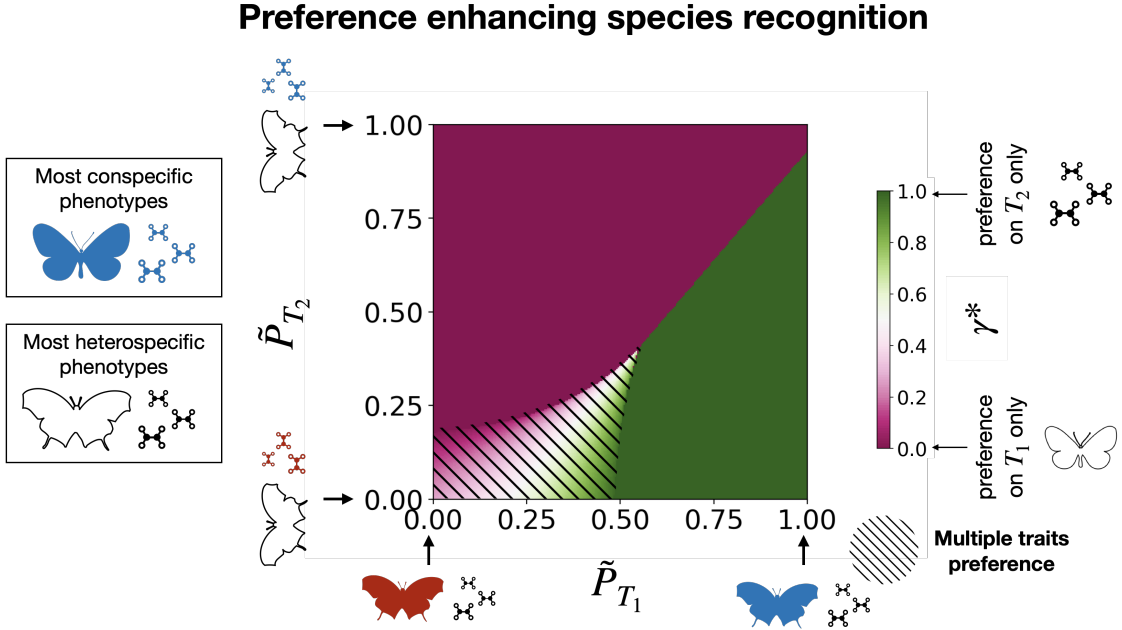 Preference enhancing species recognition
Most conspecific
phenotypes
Most heterospecific
phenotypes
P̃_T₂
1.00
0.75
0.50
0.25
0.00
0.00 0.25 0.50 0.75 1.00
P̃_T₁
1.0
0.8
0.6
0.4
0.2
0.0
γ*
preference
on T₂ only
preference
on T₁ only
Multiple traits
preference